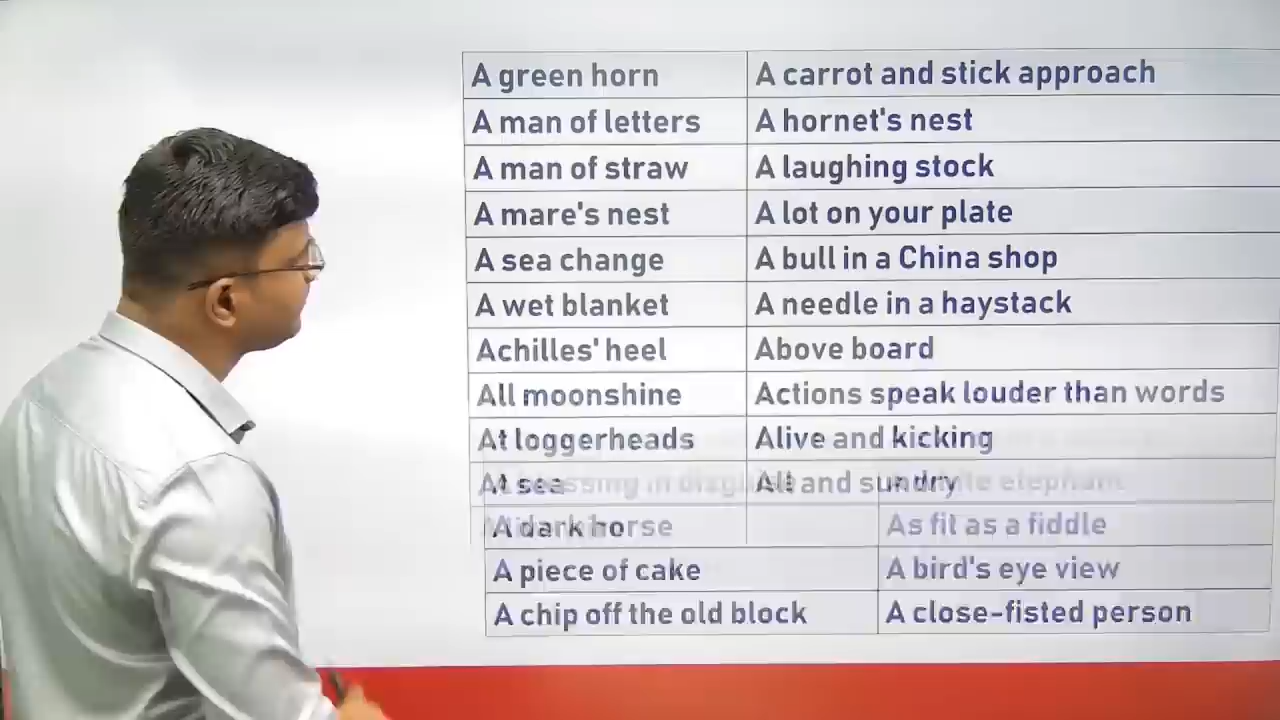 A green horn A carrot and stick approach
A man of letters A hornet's nest
A man of straw A laughing stock
A mare's nest A lot on your plate
A sea change A bull in a China shop
A wet blanket A needle in a haystack
Achilles' heel Above board
All moonshine Actions speak louder than words
At loggerheads Alive and kicking
At sea All and sundry
A dark horse As fit as a fiddle
A piece of cake A bird's eye view
A chip off the old block A close-fisted person